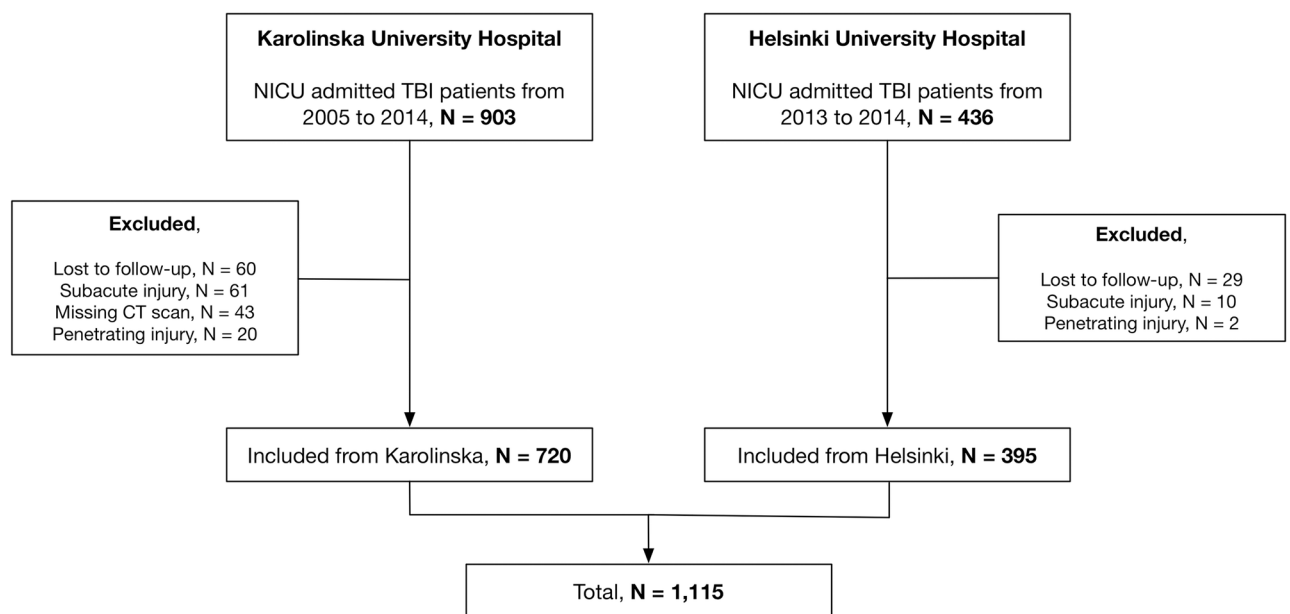 Karolinska University Hospital
NICU admitted TBI patients from
2005 to 2014, N = 903
Helsinki University Hospital
NICU admitted TBI patients from
2013 to 2014, N = 436
Excluded,
Lost to follow-up, N = 60
Subacute injury, N = 61
Missing CT scan, N = 43
Penetrating injury, N = 20
Excluded,
Lost to follow-up, N = 29
Subacute injury, N = 10
Penetrating injury, N = 2
Included from Karolinska, N = 720
Included from Helsinki, N = 395
Total, N = 1,115